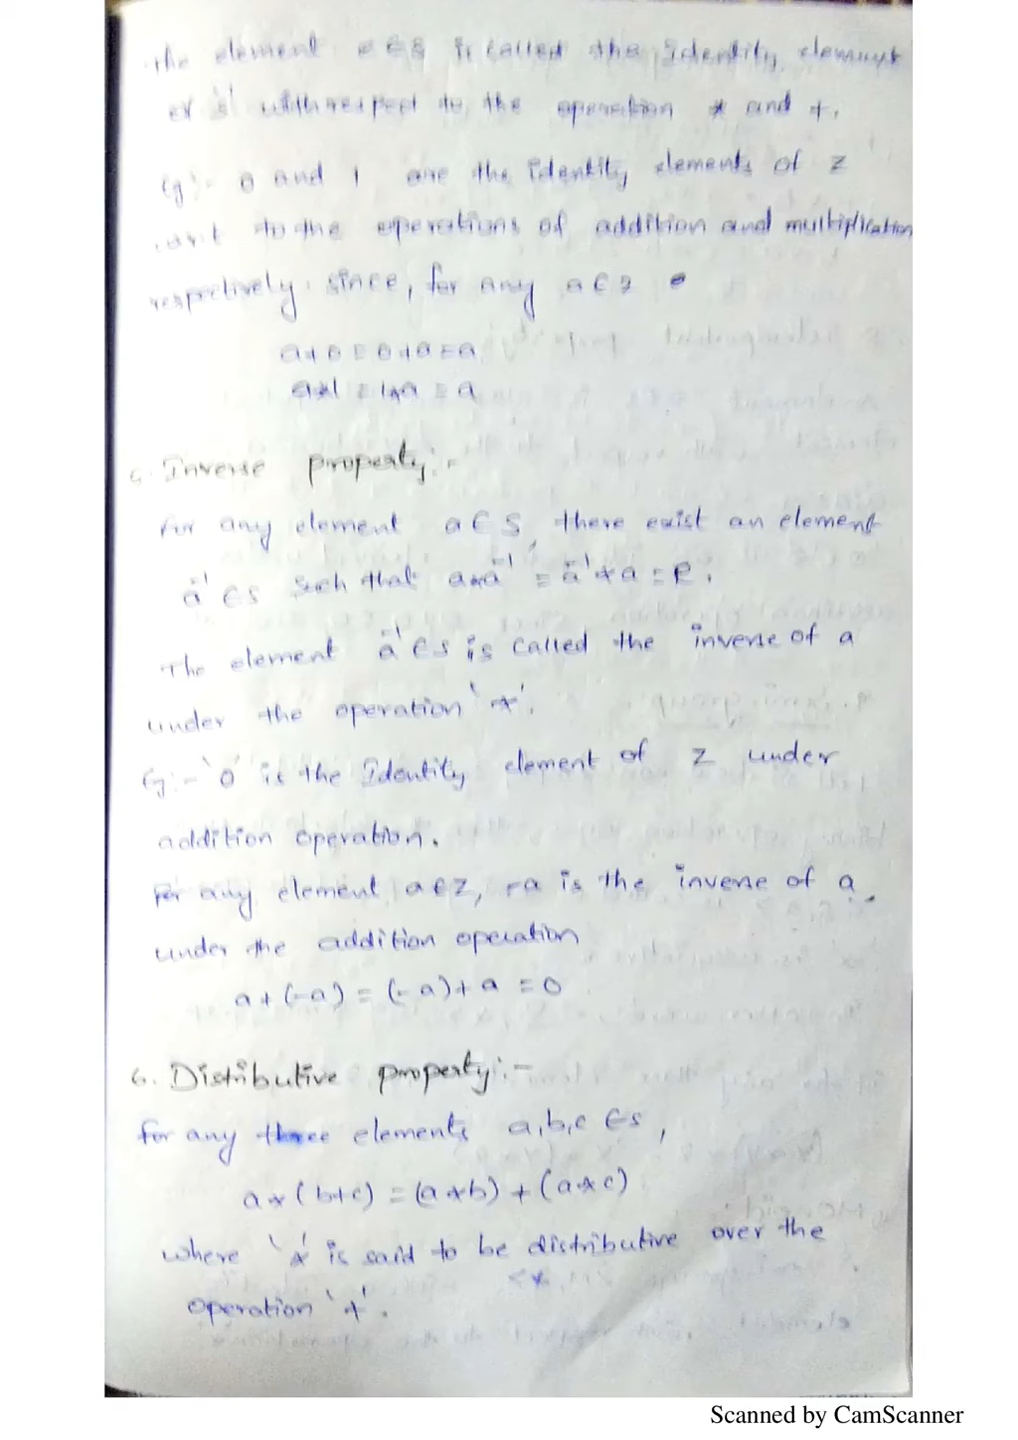 The element e ∈ S is called the Identity element
of 's' with respect to the operation * and +.
Eg:- 0 and 1 are the identity elements of Z
w.r.t to the operations of addition and multiplication
respectively. since, for any a ∈ Z
a+0 = 0+a = a
a*1 = 1*a = a
5. Inverse property:-
For any element a ∈ S, there exist an element
a⁻¹ ∈ S such that a*a⁻¹ = a⁻¹*a = e.
The element a⁻¹ ∈ S is called the inverse of a
under the operation '*'.
Eg:- '0' is the Identity element of Z under
addition operation.
For any element a ∈ Z, -a is the inverse of a
under the addition operation
a+(-a) = (-a)+a = 0
6. Distributive property:-
For any three elements a,b,c ∈ S,
a*(b+c) = (a*b)+(a*c)
where '*' is said to be distributive over the
operation '+'.
Scanned by CamScanner